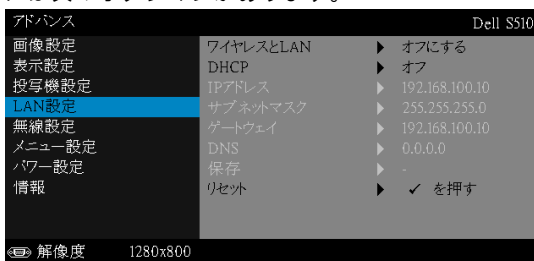 アドバンス Dell S510
画像設定
表示設定
投写機設定
LAN設定
無線設定
メニュー設定
パワー設定
情報
ワイヤレスとLAN ▶ オフにする
DHCP ▶ オフ
IPアドレス ▶ 192.168.100.10
サブネットマスク ▶ 255.255.255.0
ゲートウェイ ▶ 192.168.100.10
DNS ▶ 0.0.0.0
保存 ▶ -
リセット ▶ ✓ を押す
解像度 1280x800